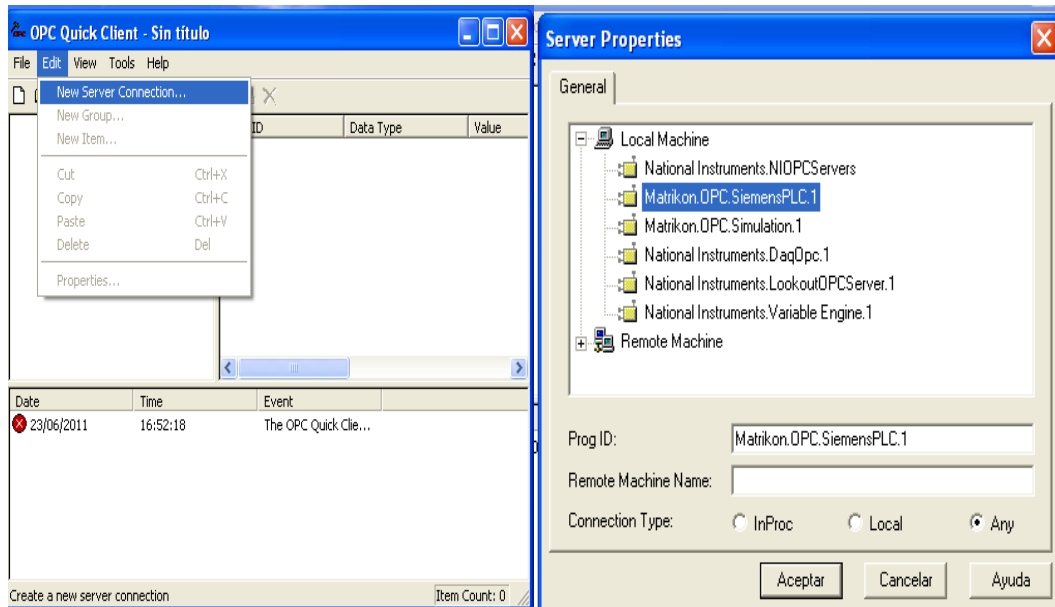 OPC Quick Client - Sin título
File Edit View Tools Help
New Server Connection...
New Group...
New Item...
Cut Ctrl+X
Copy Ctrl+C
Paste Ctrl+V
Delete Del
Properties...
ID Data Type Value
Date Time Event
23/06/2011 16:52:18 The OPC Quick Clie...
Create a new server connection Item Count: 0
Server Properties
General
Local Machine
National Instruments.NIOPCServers
Matrikon.OPC.SiemensPLC.1
Matrikon.OPC.Simulation.1
National Instruments.DaqOpc.1
National Instruments.LookoutOPCServer.1
National Instruments.Variable Engine.1
Remote Machine
Prog ID: Matrikon.OPC.SiemensPLC.1
Remote Machine Name:
Connection Type: InProc Local Any
Aceptar Cancelar Ayuda